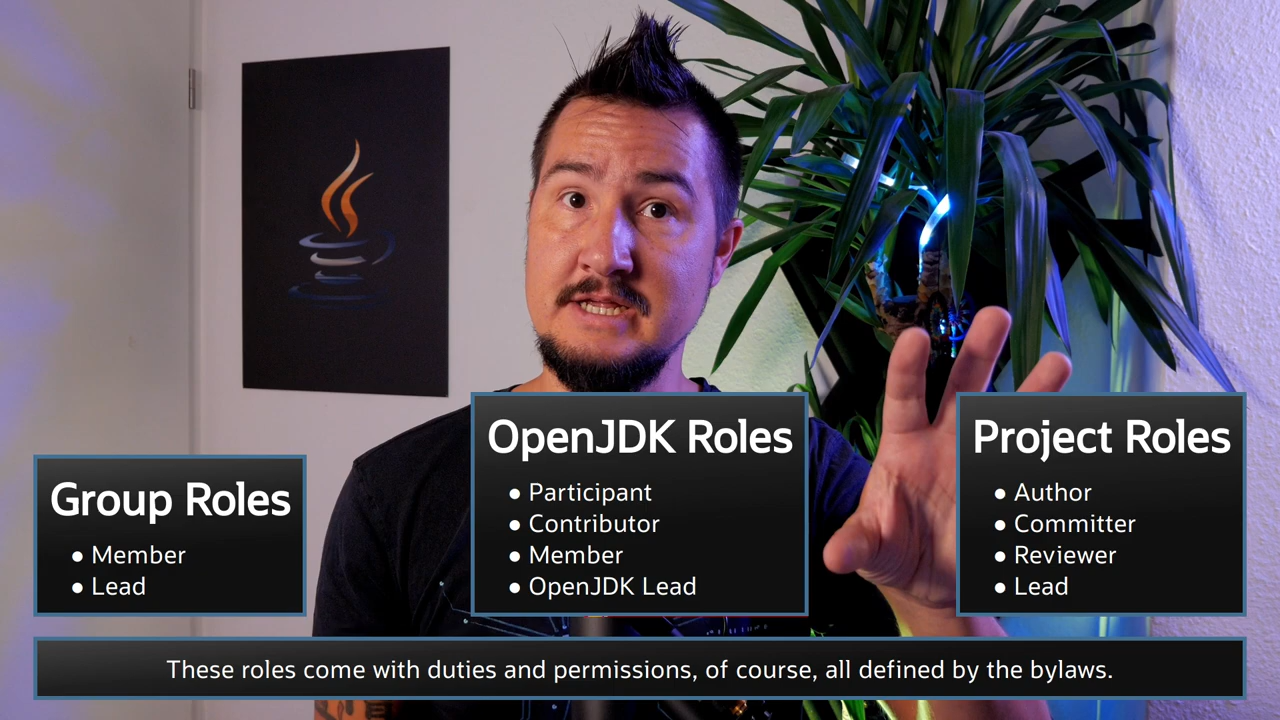 Group Roles
● Member
● Lead
OpenJDK Roles
● Participant
● Contributor
● Member
● OpenJDK Lead
Project Roles
● Author
● Committer
● Reviewer
● Lead
These roles come with duties and permissions, of course, all defined by the bylaws.